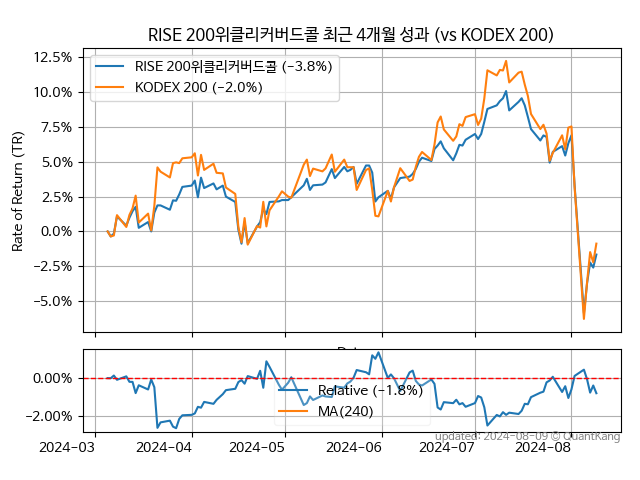 RISE 200위클리커버드콜 최근 4개월 성과 (vs KODEX 200)
Rate of Return (TR)
12.5%
10.0%
7.5%
5.0%
2.5%
0.0%
−2.5%
−5.0%
RISE 200위클리커버드콜 (−3.8%)
KODEX 200 (−2.0%)
0.00%
−2.00%
Relative (−1.8%)
MA(240)
2024−03
2024−04
2024−05
2024−06
2024−07
2024−08
updated: 2024−08−09 © QuantKang